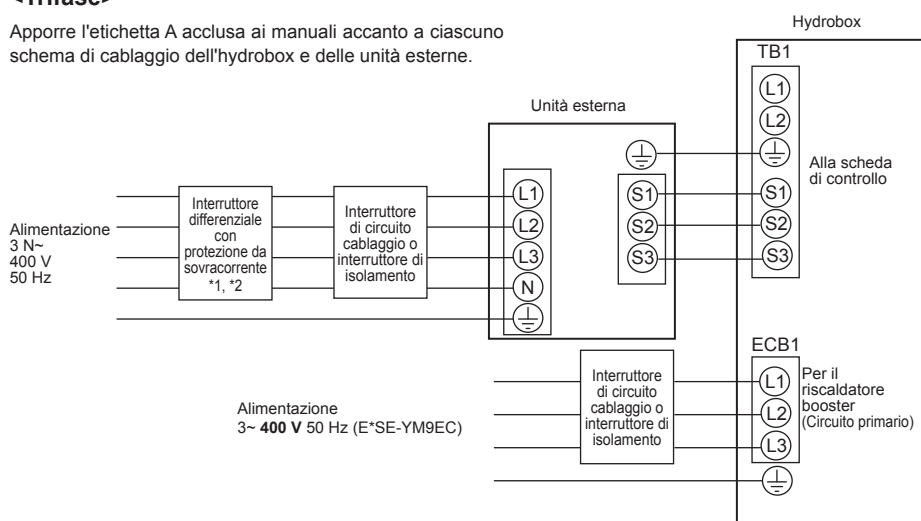 <Trifase>
Apporre l'etichetta A acclusa ai manuali accanto a ciascuno
schema di cablaggio dell'hydrobox e delle unità esterne.
Hydrobox
TB1
L1
L2
Alla scheda
di controllo
S1
S2
S3
Unità esterna
S1
S2
S3
L1
L2
L3
N
Alimentazione
3 N~
400 V
50 Hz
Interruttore
differenziale
con
protezione da
sovracorrente
*1, *2
Interruttore
di circuito
cablaggio o
interruttore di
isolamento
ECB1
L1
L2
L3
Per il
riscaldatore
booster
(Circuito primario)
Interruttore
di circuito
cablaggio o
interruttore di
isolamento
Alimentazione
3~ 400 V 50 Hz (E*SE-YM9EC)